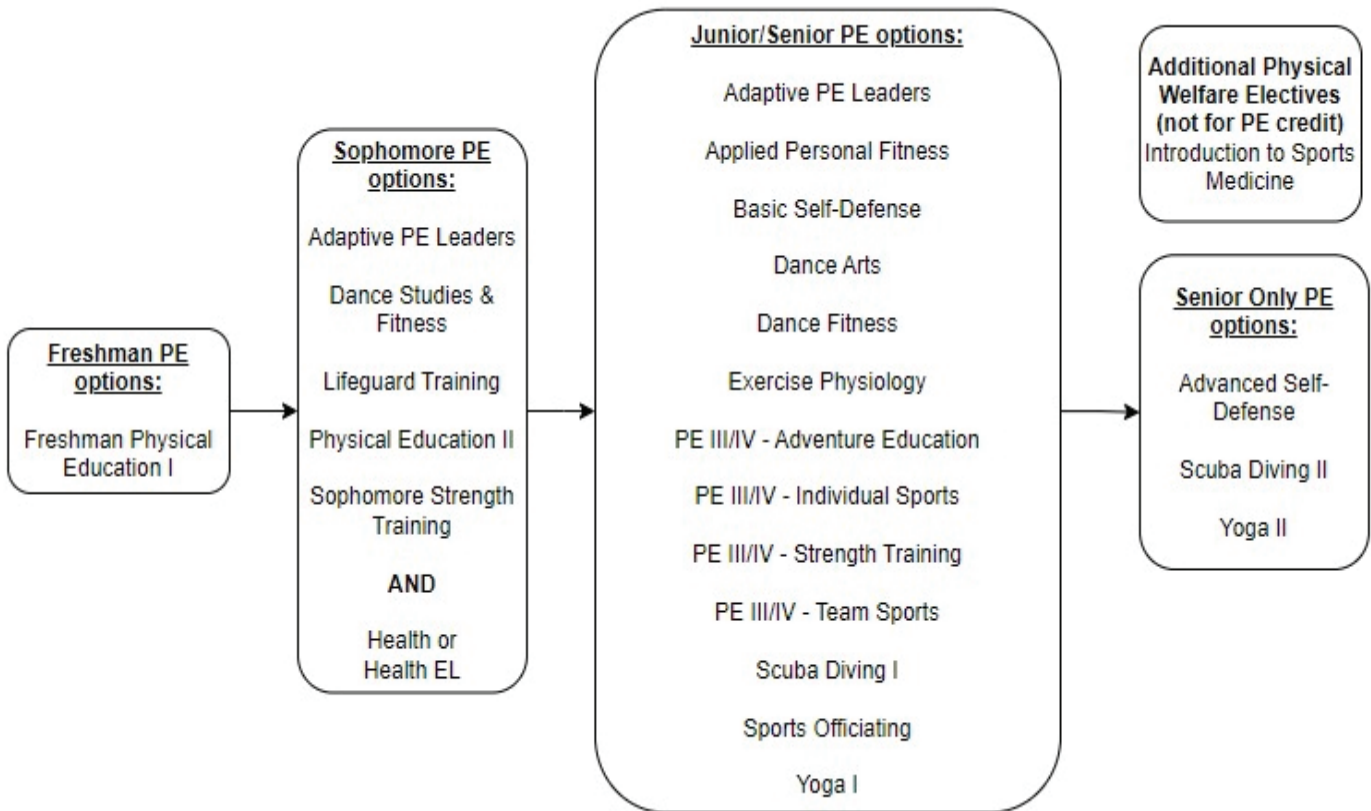 Freshman PE
options:
Freshman Physical
Education I
Sophomore PE
options:
Adaptive PE Leaders
Dance Studies &
Fitness
Lifeguard Training
Physical Education II
Sophomore Strength
Training
AND
Health or
Health EL
Junior/Senior PE options:
Adaptive PE Leaders
Applied Personal Fitness
Basic Self-Defense
Dance Arts
Dance Fitness
Exercise Physiology
PE III/IV - Adventure Education
PE III/IV - Individual Sports
PE III/IV - Strength Training
PE III/IV - Team Sports
Scuba Diving I
Sports Officiating
Yoga I
Additional Physical
Welfare Electives
(not for PE credit)
Introduction to Sports
Medicine
Senior Only PE
options:
Advanced Self-
Defense
Scuba Diving II
Yoga II